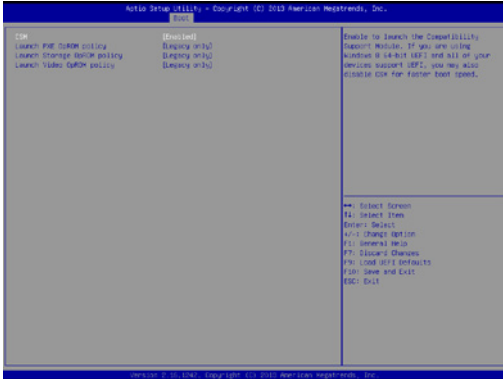 Aptio Setup Utility - Copyright (C) 2013 American Megatrends, Inc.
Boot
CSM [Enabled]
Launch PXE OpROM policy [Legacy only]
Launch Storage OpROM policy [Legacy only]
Launch Video OpROM policy [Legacy only]
Enable to launch the Compatibility
Support Module. If you are using
Windows 8 64-bit UEFI and all of your
devices support UEFI, you may also
disable CSM for faster boot speed.
↔: Select Screen
↑↓: Select Item
Enter: Select
+/-: Change Option
F1: General Help
F7: Discard Changes
F9: Load UEFI Defaults
F10: Save and Exit
ESC: Exit
Version 2.15.1247. Copyright (C) 2013 American Megatrends, Inc.